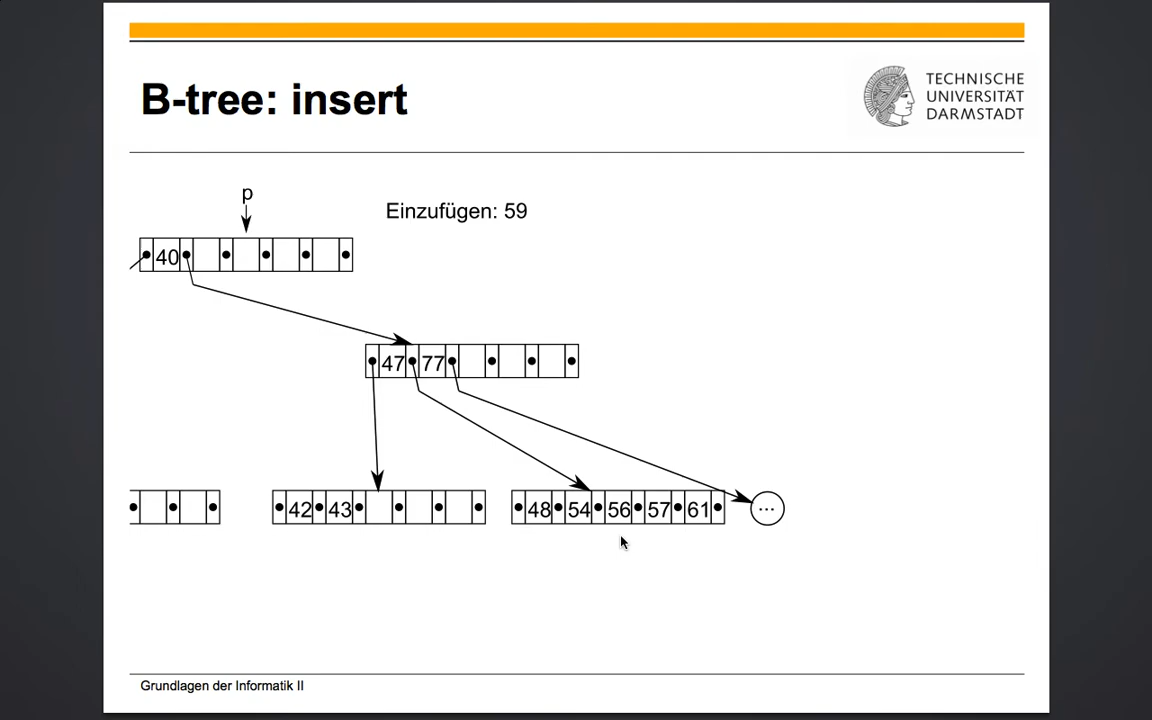 B-tree: insert
TECHNISCHE
UNIVERSITÄT
DARMSTADT
p
Einzufügen: 59
40
47 77
42 43
48 54 56 57 61
...
Grundlagen der Informatik II